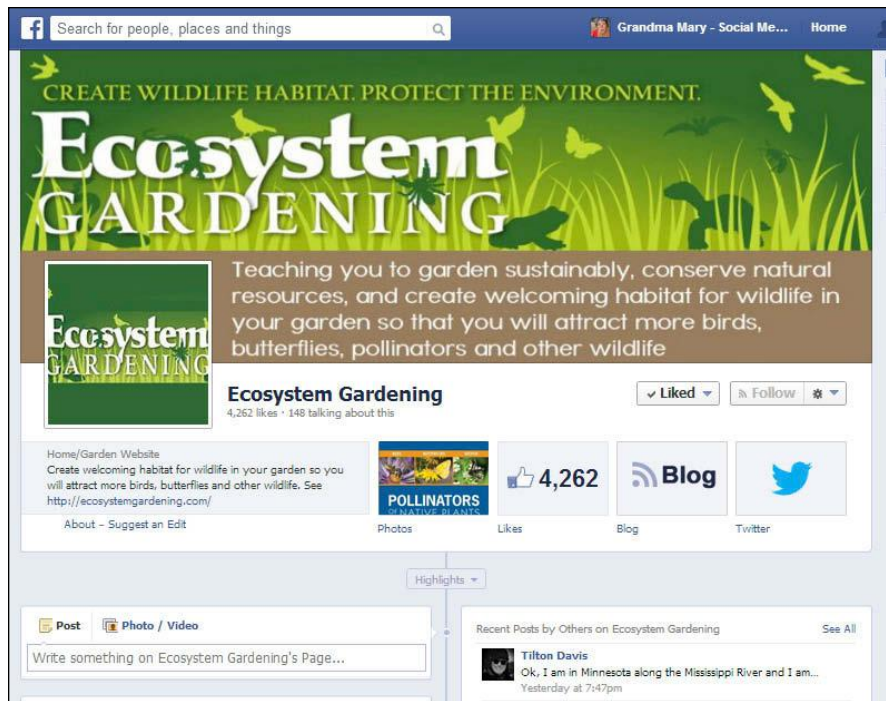 f
Search for people, places and things
Grandma Mary - Social Me...
Home
CREATE WILDLIFE HABITAT. PROTECT THE ENVIRONMENT.
Ecosystem
GARDENING
Teaching you to garden sustainably, conserve natural
resources, and create welcoming habitat for wildlife in
your garden so that you will attract more birds,
butterflies, pollinators and other wildlife
Ecosystem
GARDENING
Ecosystem Gardening
4,262 likes · 148 talking about this
Liked
Follow
Home/Garden Website
Create welcoming habitat for wildlife in your garden so you
will attract more birds, butterflies and other wildlife. See
http://ecosystemgardening.com/
About – Suggest an Edit
POLLINATORS
OF NATIVE PLANTS
Photos
4,262
Likes
Blog
Blog
Twitter
Highlights
Post
Photo / Video
Write something on Ecosystem Gardening's Page...
Recent Posts by Others on Ecosystem Gardening
See All
Tilton Davis
Ok, I am in Minnesota along the Mississippi River and I am...
Yesterday at 7:47pm